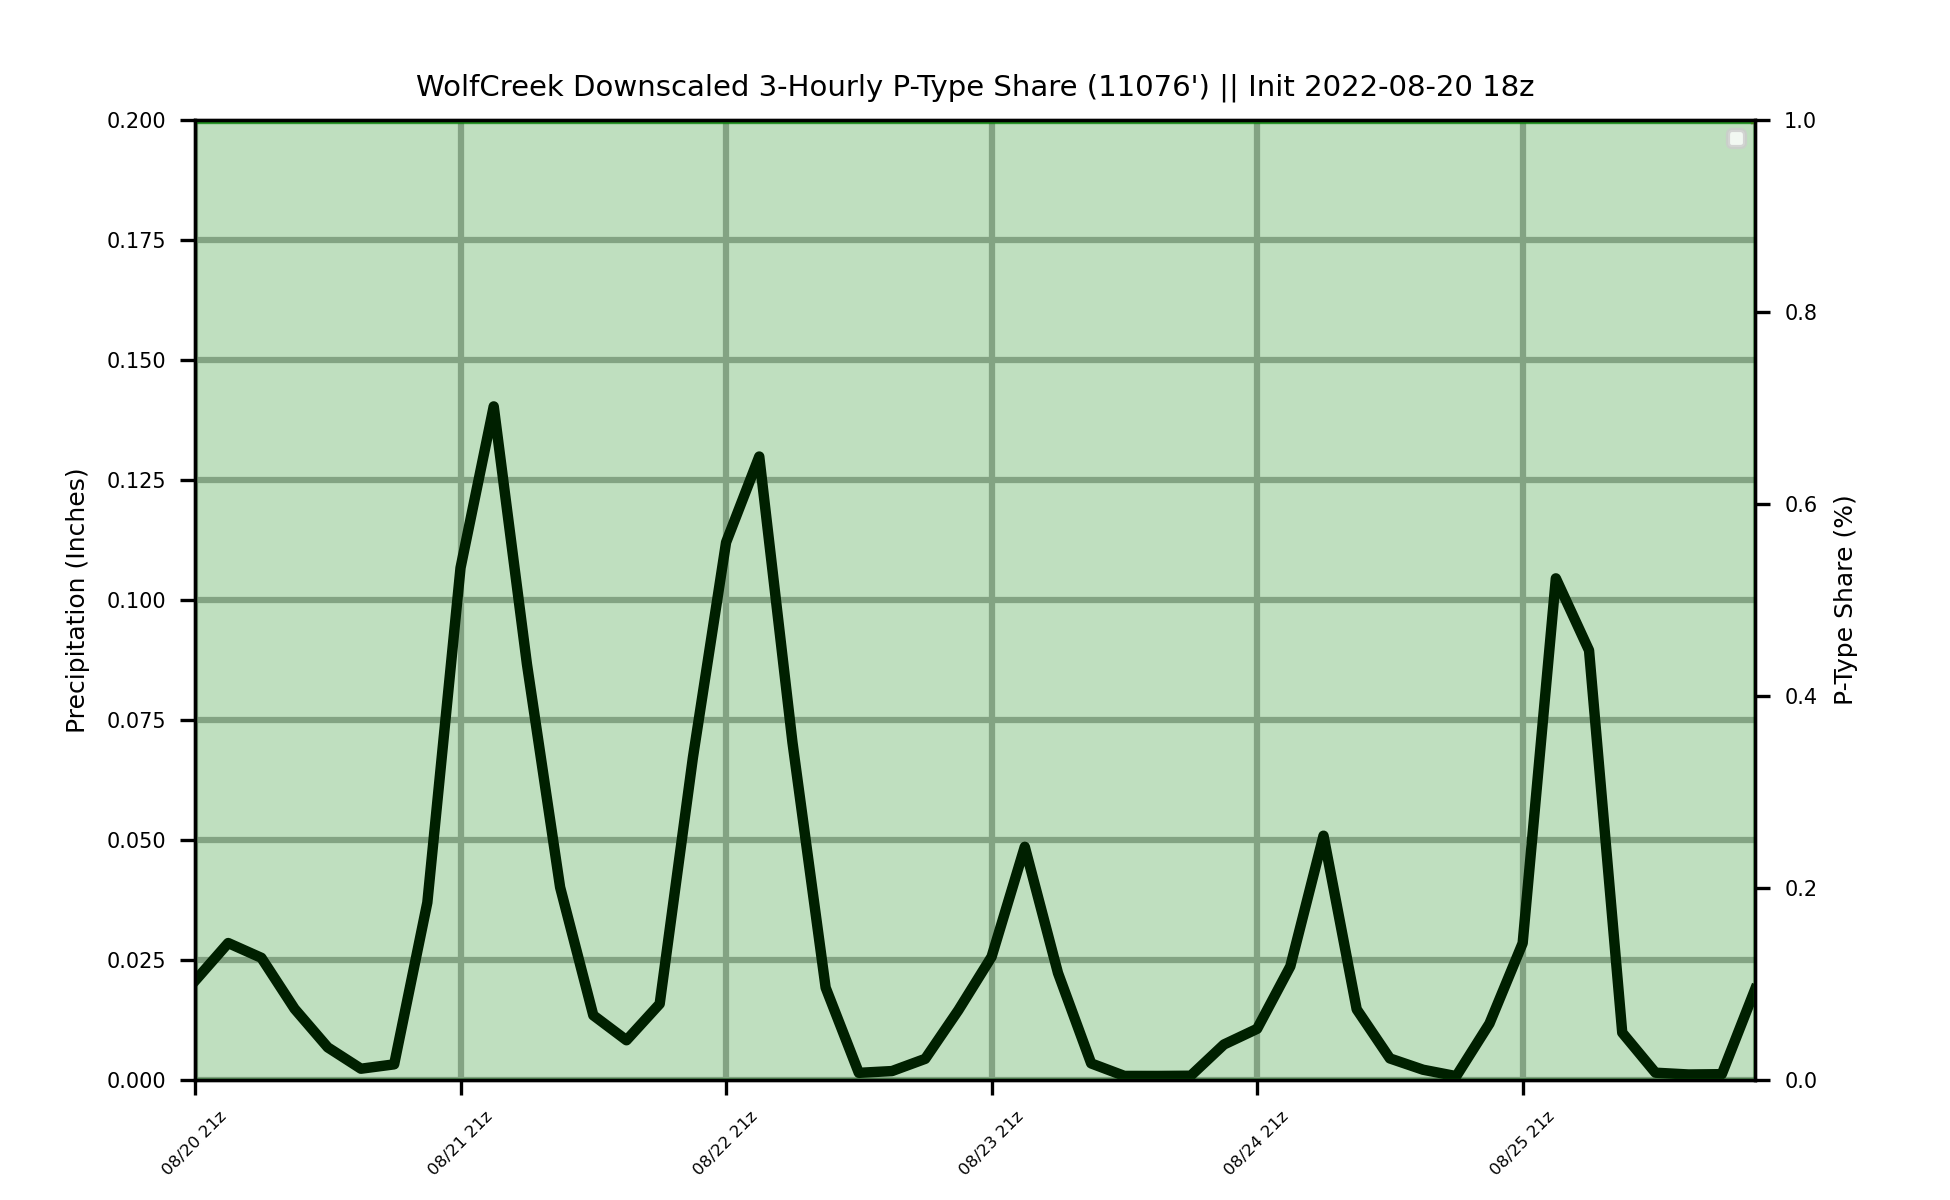 WolfCreek Downscaled 3-Hourly P-Type Share (11076') || Init 2022-08-20 18z
Precipitation (Inches)
0.200
0.175
0.150
0.125
0.100
0.075
0.050
0.025
0.000
1.0
0.8
0.6
0.4
0.2
0.0
P-Type Share (%)
08/20 21z
08/21 21z
08/22 21z
08/23 21z
08/24 21z
08/25 21z